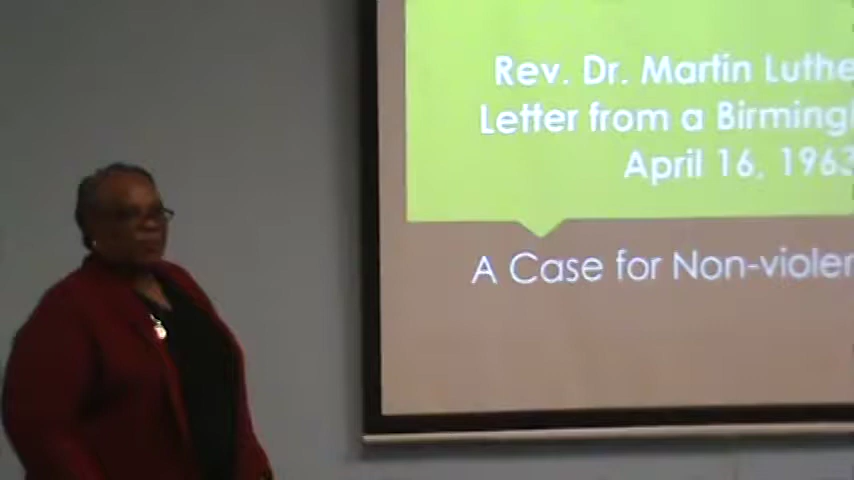 Rev. Dr. Martin Luthe
Letter from a Birming
April 16, 1963
A Case for Non-violen